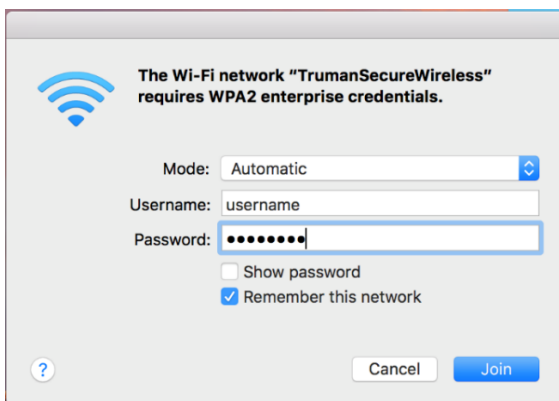 The Wi-Fi network “TrumanSecureWireless”
requires WPA2 enterprise credentials.
Mode: Automatic
Username: username
Password: ••••••••
Show password
Remember this network
? Cancel Join